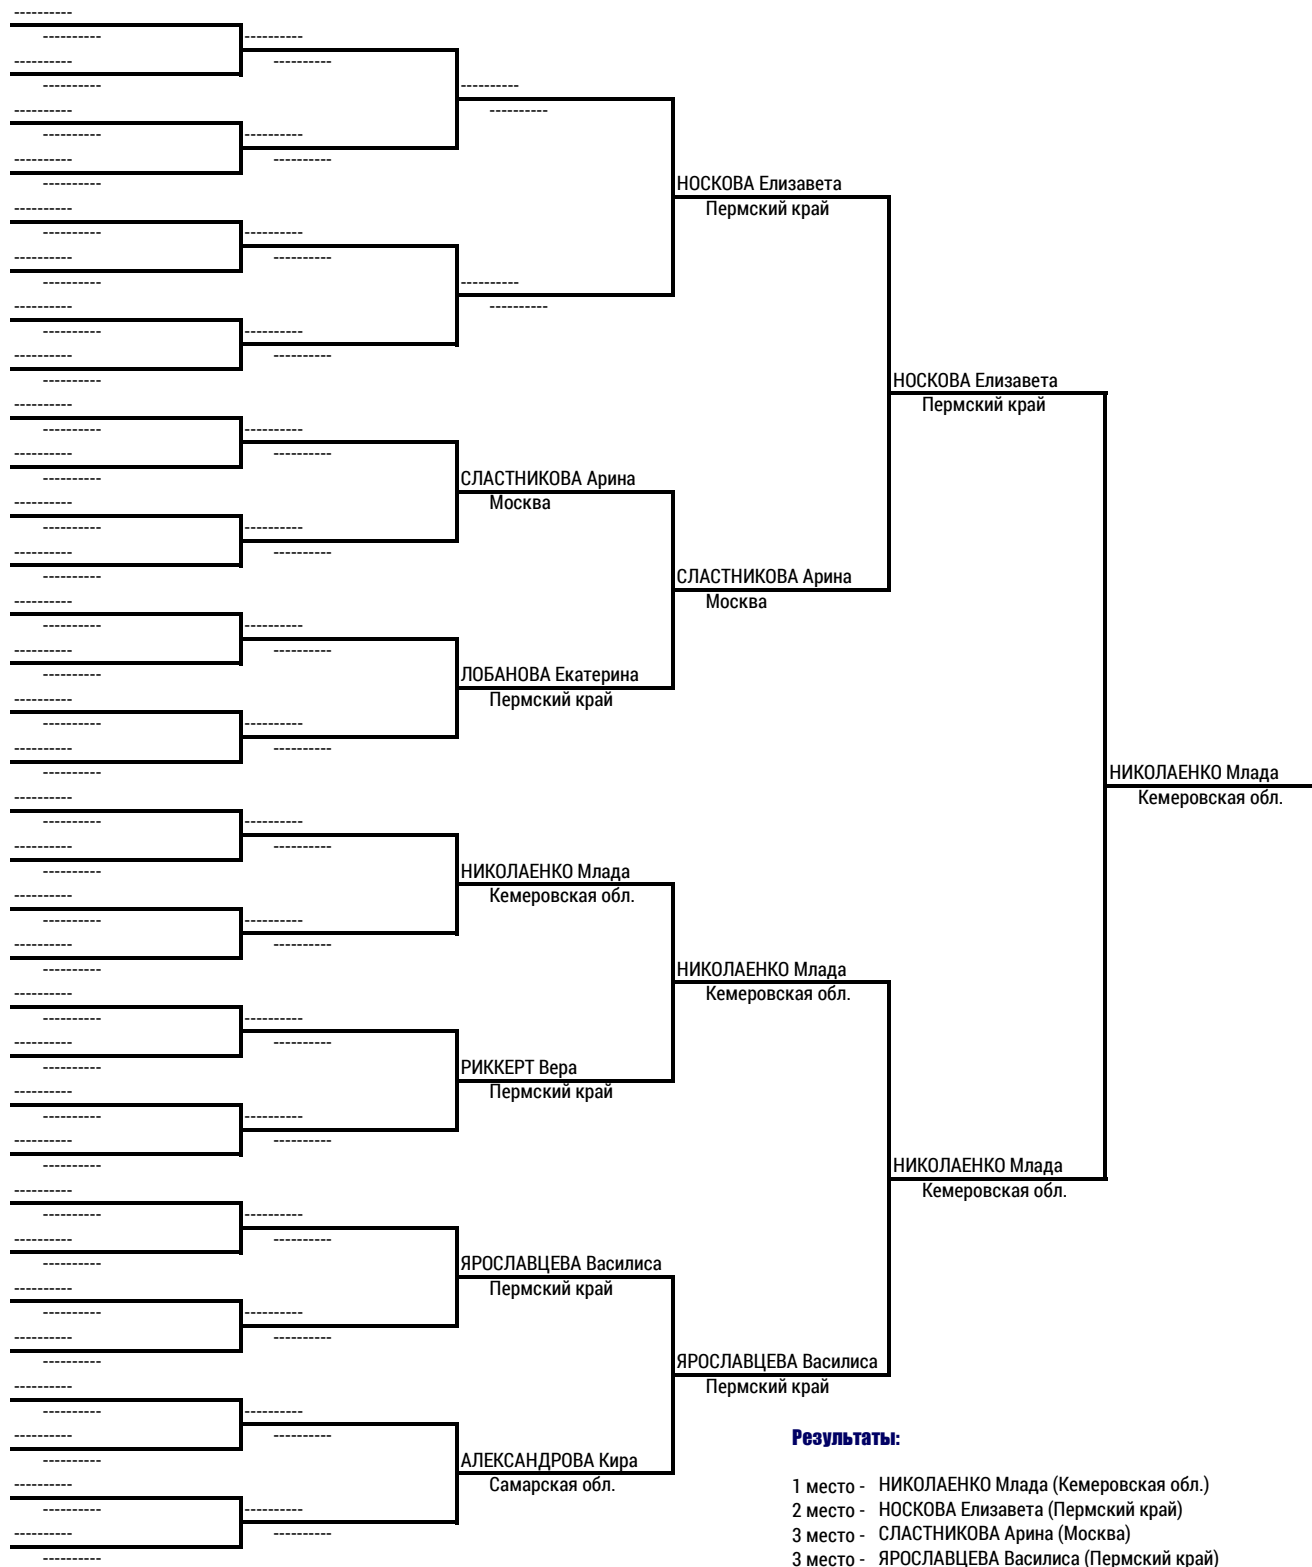 НОСКОВА Елизавета
Пермский край
НОСКОВА Елизавета
Пермский край
СЛАСТНИКОВА Арина
Москва
СЛАСТНИКОВА Арина
Москва
ЛОБАНОВА Екатерина
Пермский край
НИКОЛАЕНКО Млада
Кемеровская обл.
НИКОЛАЕНКО Млада
Кемеровская обл.
НИКОЛАЕНКО Млада
Кемеровская обл.
РИККЕРТ Вера
Пермский край
НИКОЛАЕНКО Млада
Кемеровская обл.
ЯРОСЛАВЦЕВА Василиса
Пермский край
ЯРОСЛАВЦЕВА Василиса
Пермский край
АЛЕКСАНДРОВА Кира
Самарская обл.
Результаты:
1 место - НИКОЛАЕНКО Млада (Кемеровская обл.)
2 место - НОСКОВА Елизавета (Пермский край)
3 место - СЛАСТНИКОВА Арина (Москва)
3 место - ЯРОСЛАВЦЕВА Василиса (Пермский край)